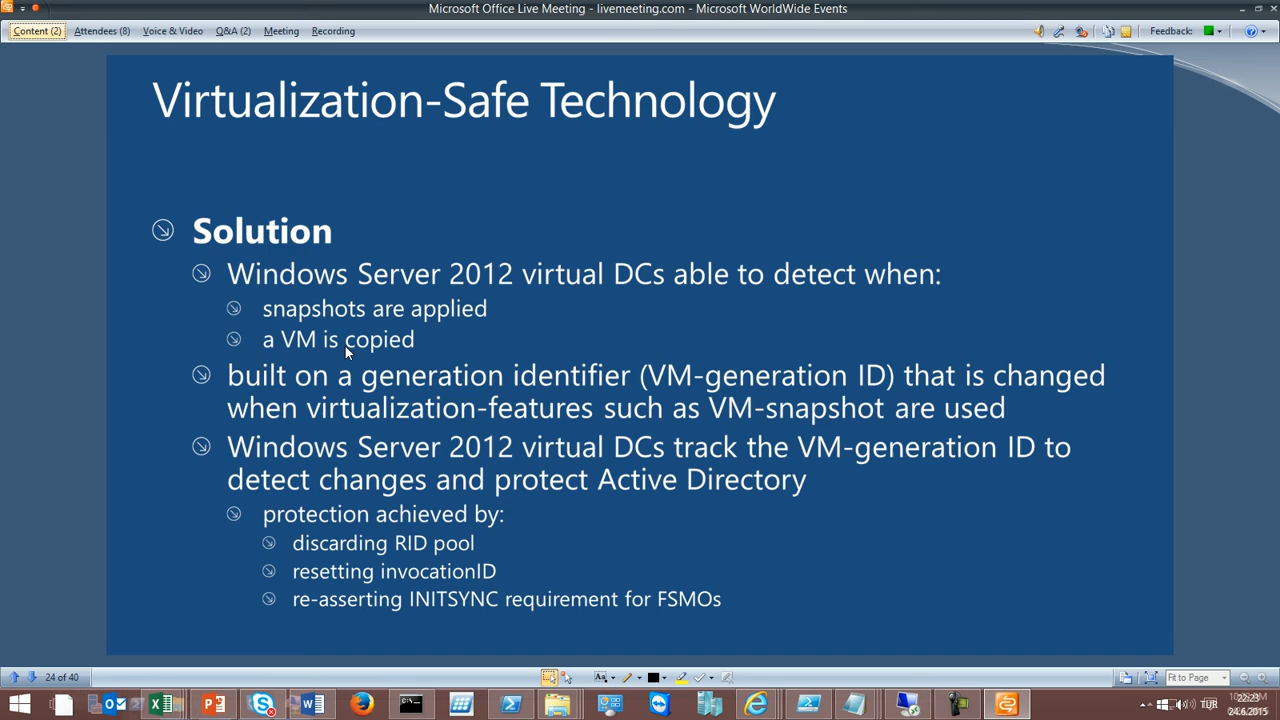 Microsoft Office Live Meeting - livemeeting.com - Microsoft WorldWide Events
Content (2) Attendees (8) Voice & Video Q&A (2) Meeting Recording Feedback:
Virtualization-Safe Technology
Solution
Windows Server 2012 virtual DCs able to detect when:
snapshots are applied
a VM is copied
built on a generation identifier (VM-generation ID) that is changed
when virtualization-features such as VM-snapshot are used
Windows Server 2012 virtual DCs track the VM-generation ID to
detect changes and protect Active Directory
protection achieved by:
discarding RID pool
resetting invocationID
re-asserting INITSYNC requirement for FSMOs
24 of 40 Aa Fit to Page
TUR 22:23
24.6.2015